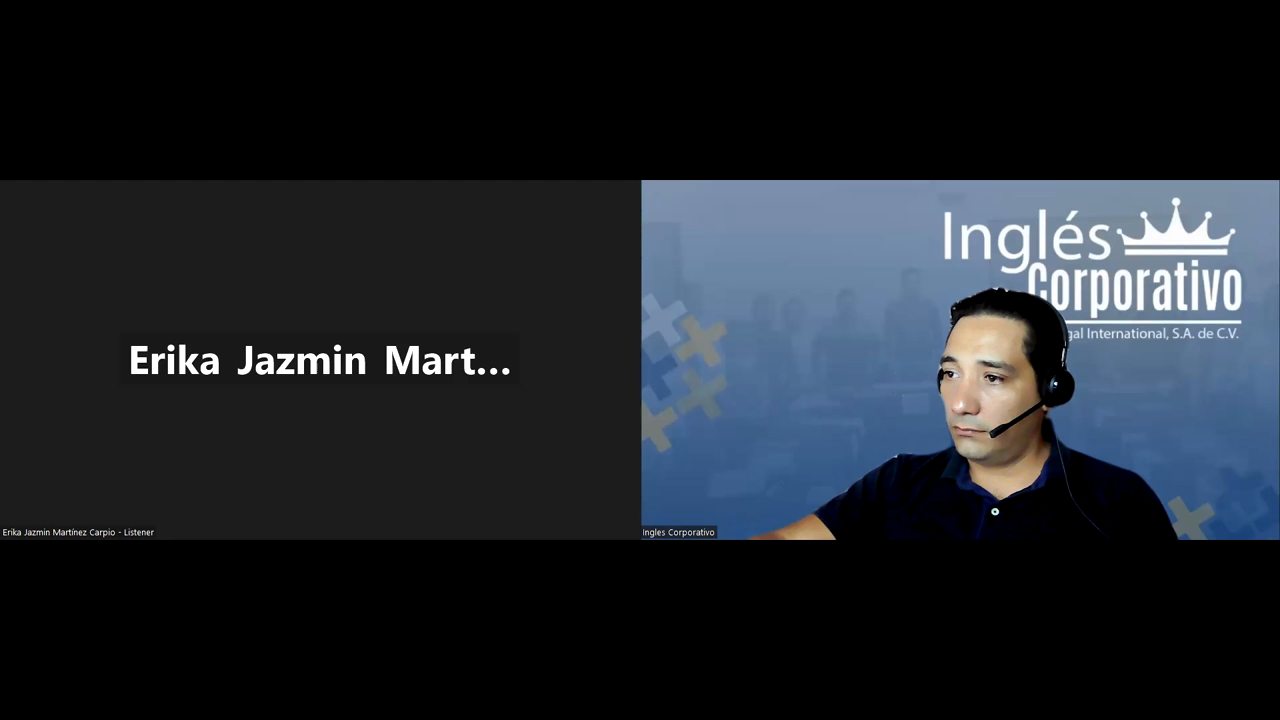 Erika Jazmin Mart...
Erika Jazmin Martínez Carpio - Listener
Inglés
Corporativo
gal International, S.A. de C.V.
Ingles Corporativo